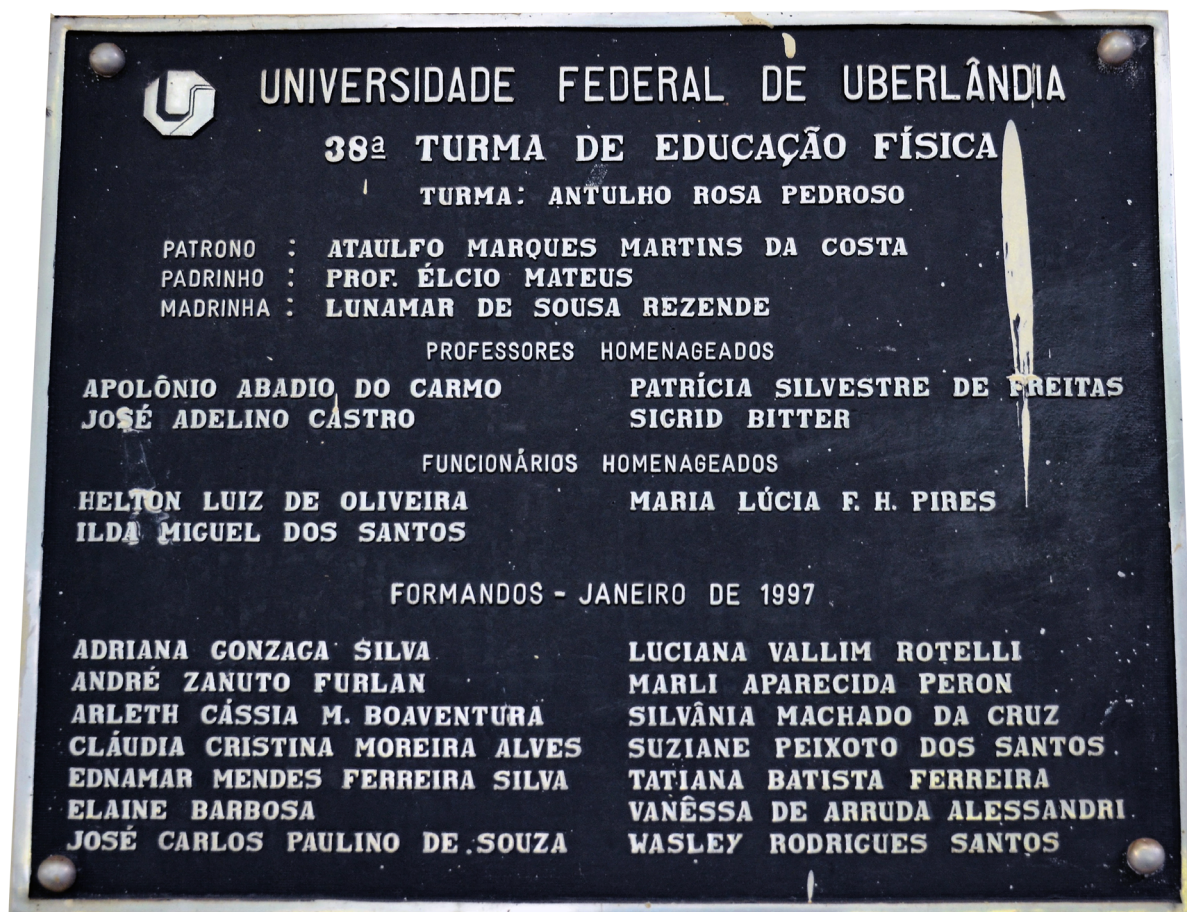 UNIVERSIDADE FEDERAL DE UBERLÂNDIA
38ª TURMA DE EDUCAÇÃO FÍSICA
TURMA: ANTULHO ROSA PEDROSO
PATRONO : ATAULFO MARQUES MARTINS DA COSTA
PADRINHO : PROF. ÉLCIO MATEUS
MADRINHA : LUNAMAR DE SOUSA REZENDE
PROFESSORES HOMENAGEADOS
APOLÔNIO ABADIO DO CARMO PATRÍCIA SILVESTRE DE FREITAS
JOSÉ ADELINO CASTRO SIGRID BITTER
FUNCIONÁRIOS HOMENAGEADOS
HELTON LUIZ DE OLIVEIRA MARIA LÚCIA F. H. PIRES
ILDA MIGUEL DOS SANTOS
FORMANDOS - JANEIRO DE 1997
ADRIANA GONZAGA SILVA LUCIANA VALLIM ROTELLI
ANDRÉ ZANUTO FURLAN MARLI APARECIDA PERON
ARLETH CÁSSIA M. BOAVENTURA SILVÂNIA MACHADO DA CRUZ
CLÁUDIA CRISTINA MOREIRA ALVES SUZIANE PEIXOTO DOS SANTOS
EDNAMAR MENDES FERREIRA SILVA TATIANA BATISTA FERREIRA
ELAINE BARBOSA VANÊSSA DE ARRUDA ALESSANDRI
JOSÉ CARLOS PAULINO DE SOUZA WASLEY RODRIGUES SANTOS